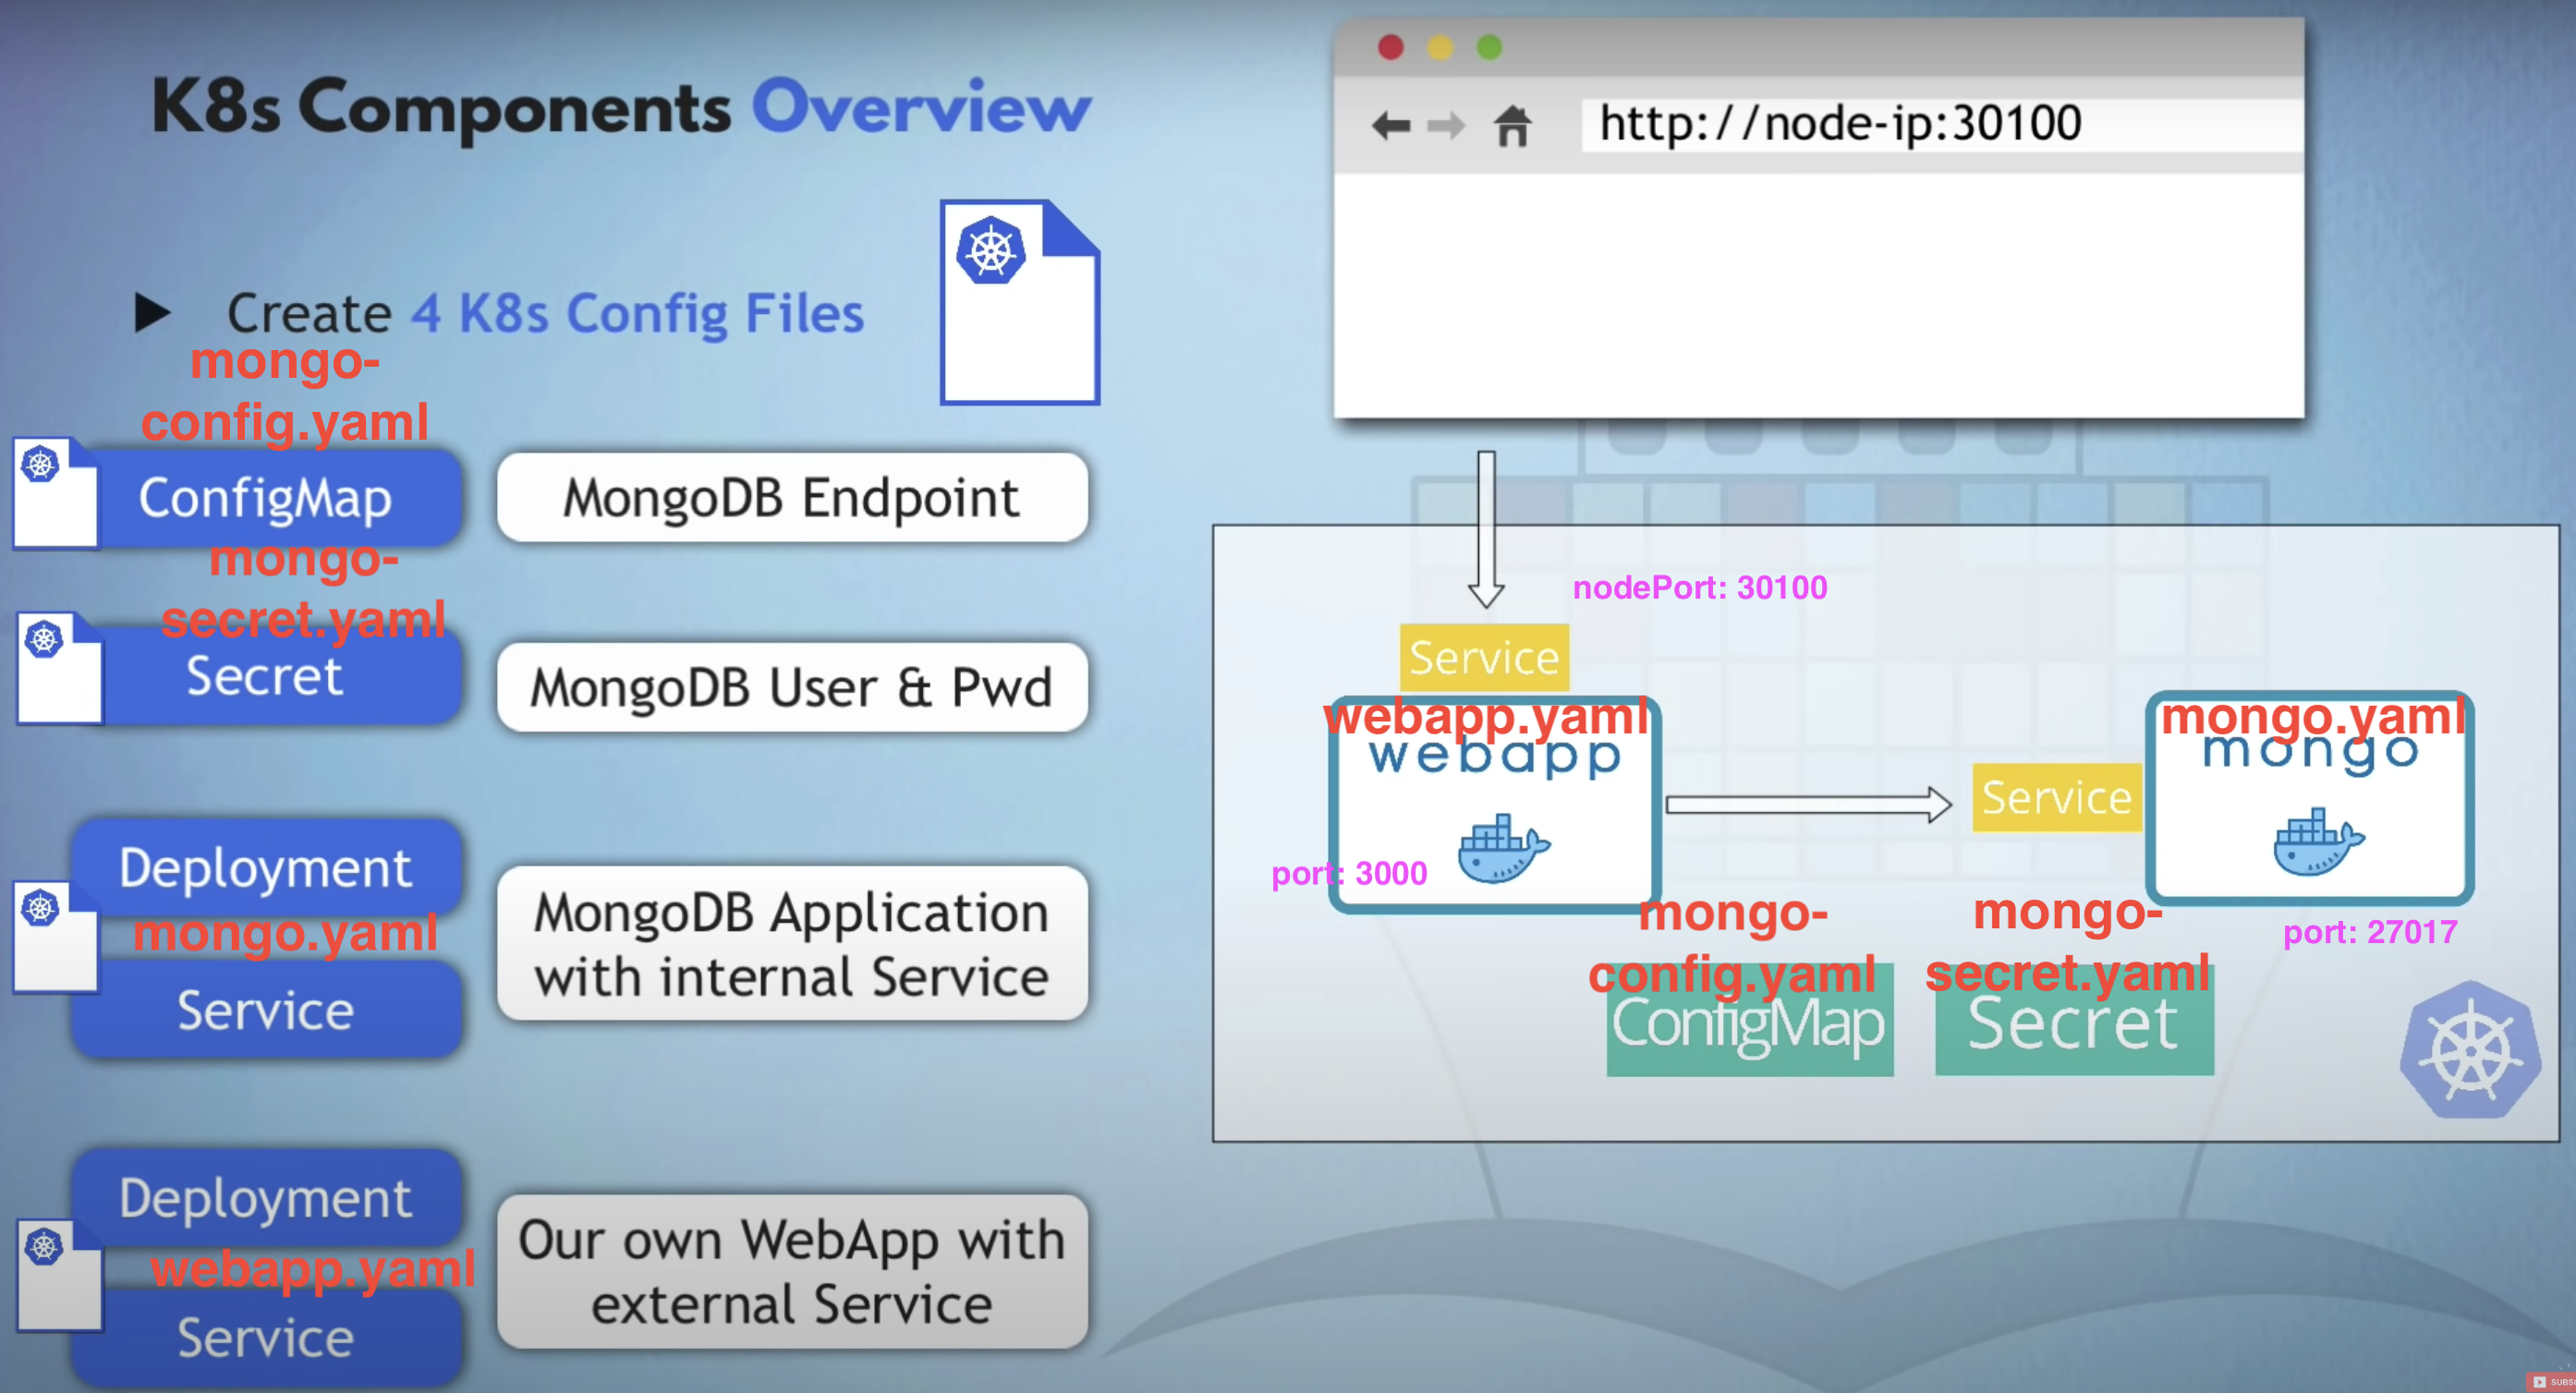 K8s Components Overview
http://node-ip:30100
Create 4 K8s Config Files
mongo-
config.yaml
ConfigMap
MongoDB Endpoint
mongo-
secret.yaml
Secret
MongoDB User & Pwd
Deployment
mongo.yaml
Service
MongoDB Application
with internal Service
Deployment
webapp.yaml
Service
Our own WebApp with
external Service
nodePort: 30100
Service
webapp.yaml
webapp
port: 3000
Service
mongo.yaml
mongo
port: 27017
mongo-
config.yaml
ConfigMap
mongo-
secret.yaml
Secret